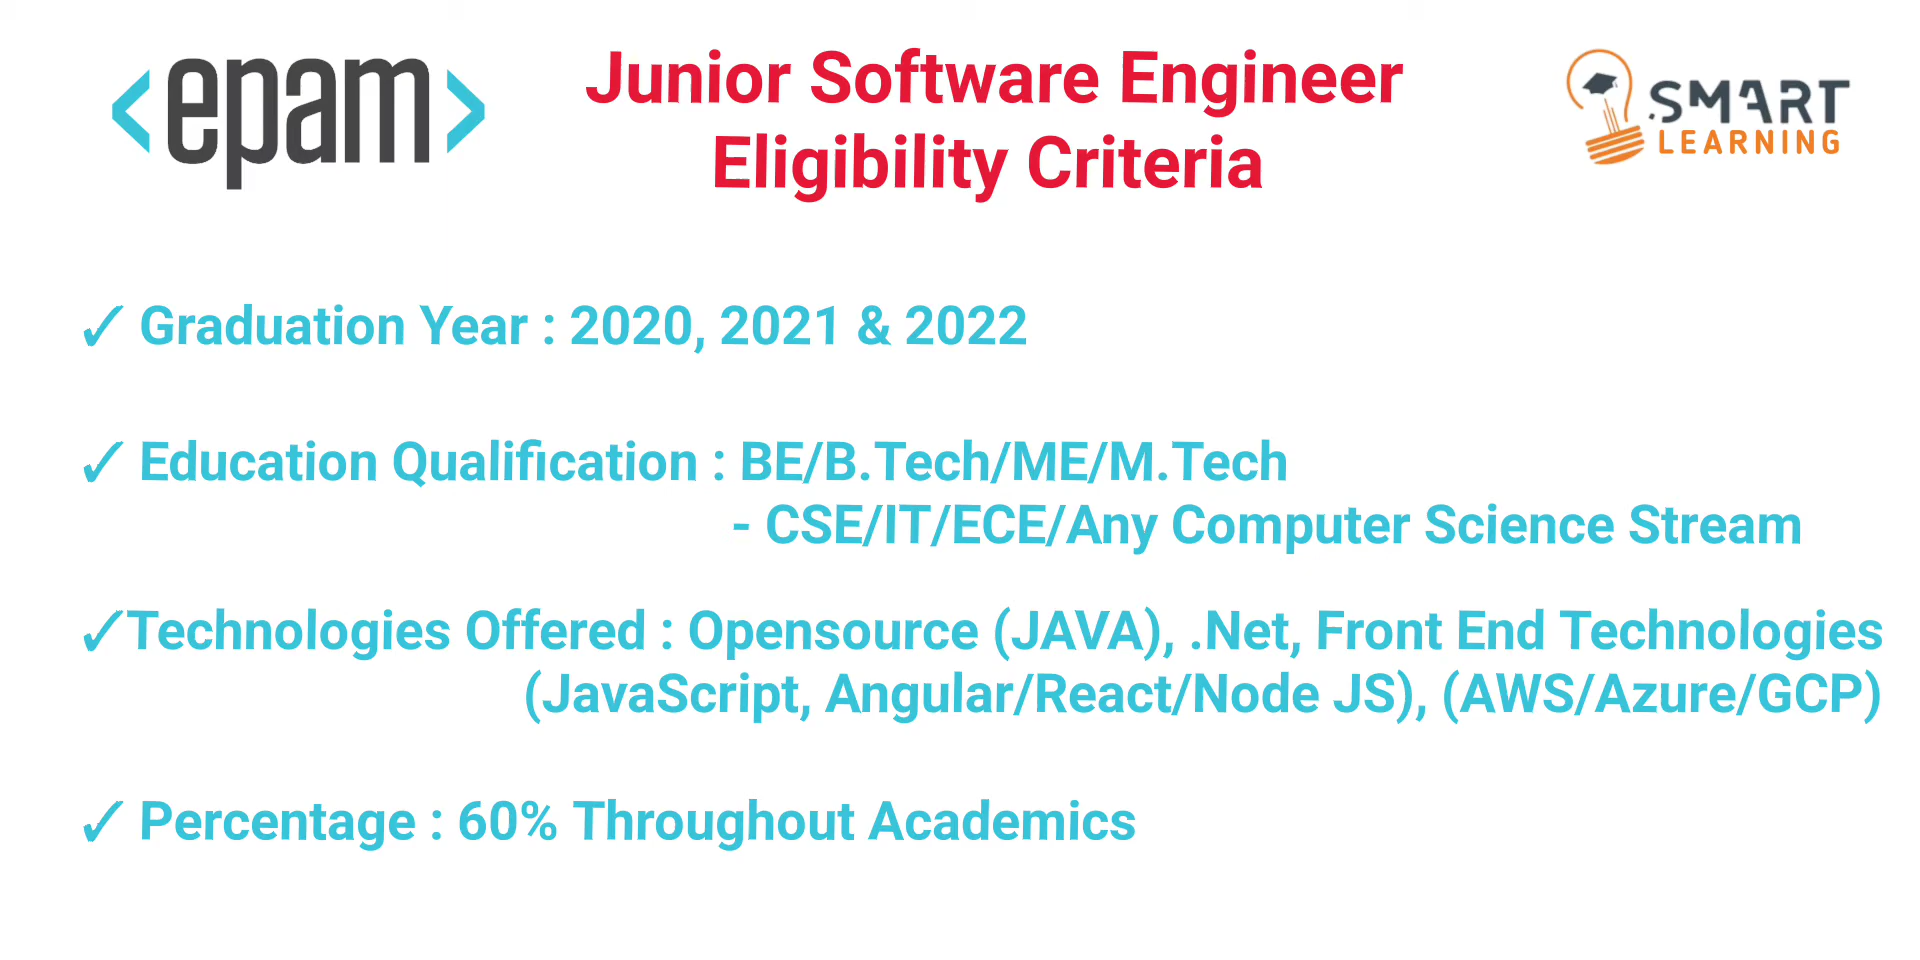 <epam>
Junior Software Engineer
Eligibility Criteria
SMART
LEARNING
✓ Graduation Year : 2020, 2021 & 2022
✓ Education Qualification : BE/B.Tech/ME/M.Tech
- CSE/IT/ECE/Any Computer Science Stream
✓Technologies Offered : Opensource (JAVA), .Net, Front End Technologies
(JavaScript, Angular/React/Node JS), (AWS/Azure/GCP)
✓ Percentage : 60% Throughout Academics